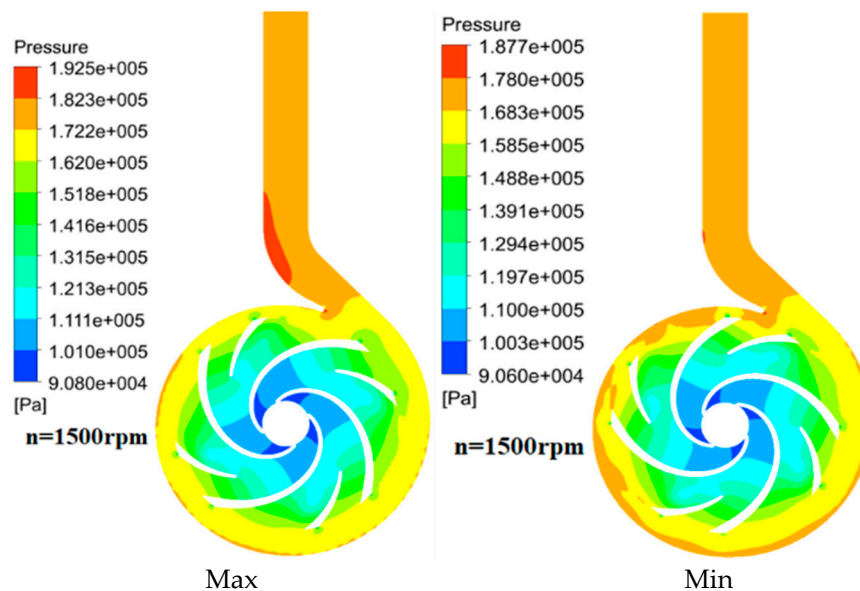 Pressure
1.925e+005
1.823e+005
1.722e+005
1.620e+005
1.518e+005
1.416e+005
1.315e+005
1.213e+005
1.111e+005
1.010e+005
9.080e+004
[Pa]
n=1500rpm
Max
Pressure
1.877e+005
1.780e+005
1.683e+005
1.585e+005
1.488e+005
1.391e+005
1.294e+005
1.197e+005
1.100e+005
1.003e+005
9.060e+004
[Pa]
n=1500rpm
Min